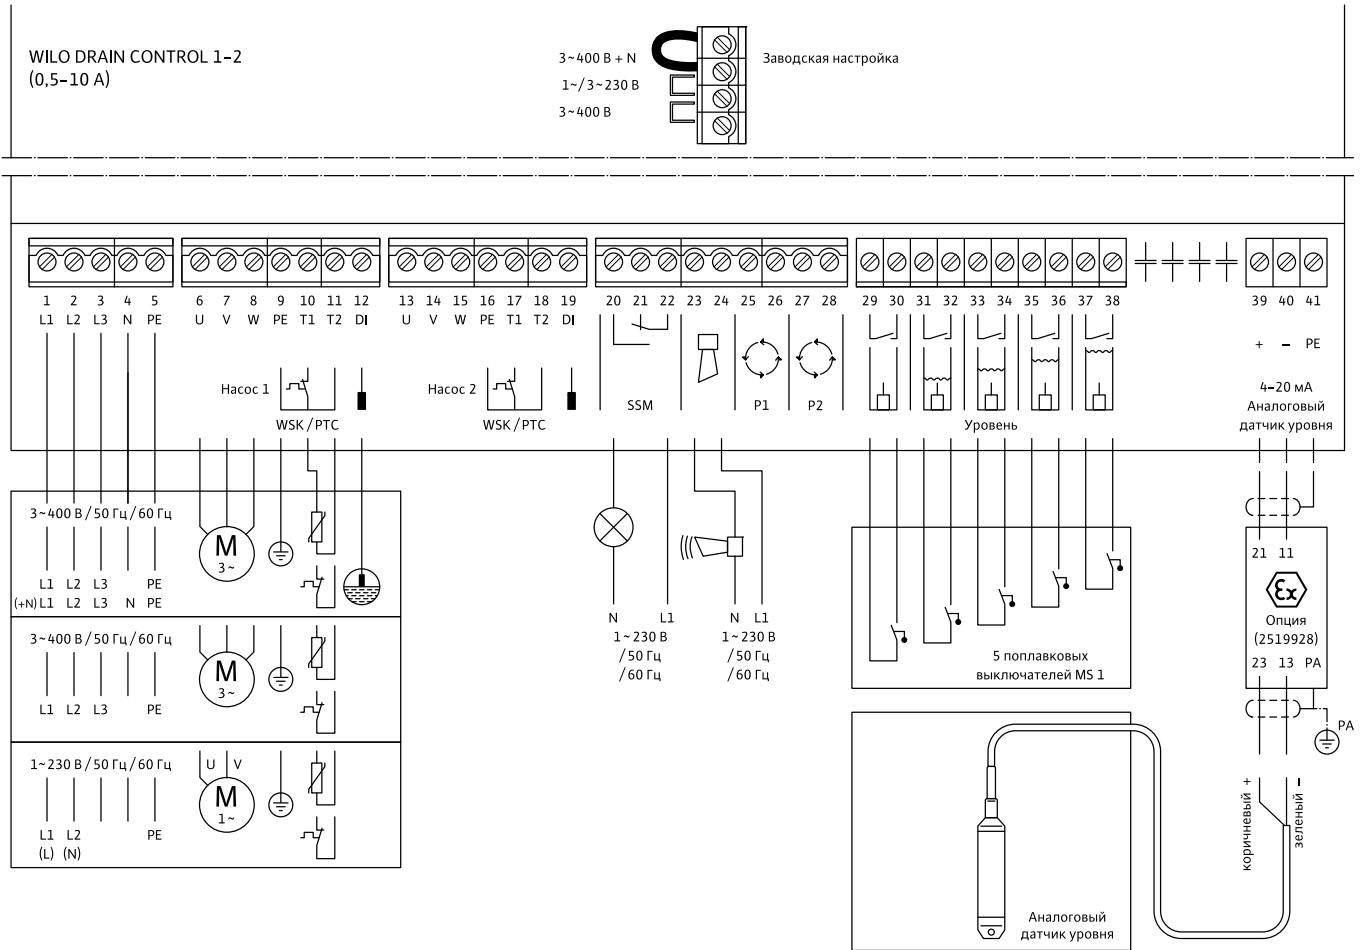 WILO DRAIN CONTROL 1–2
(0,5–10 A)
3~400 В + N
1~/3~230 В
3~400 В
Заводская настройка
1 2 3 4 5 6 7 8 9 10 11 12 13 14 15 16 17 18 19 20 21 22 23 24 25 26 27 28 29 30 31 32 33 34 35 36 37 38 39 40 41
L1 L2 L3 N PE U V W PE T1 T2 DI U V W PE T1 T2 DI
+ – PE
Насос 1
WSK / PTC
Насос 2
WSK / PTC
SSM
P1
P2
Уровень
4–20 мА
Аналоговый
датчик уровня
3~400 В / 50 Гц / 60 Гц
M
3~
L1 L2 L3 PE
(+N) L1 L2 L3 N PE
3~400 В / 50 Гц / 60 Гц
M
3~
L1 L2 L3 PE
1~230 В / 50 Гц / 60 Гц
U V
M
1~
L1 L2 PE
(L) (N)
N L1
1~230 В
/ 50 Гц
/ 60 Гц
N L1
1~230 В
/ 50 Гц
/ 60 Гц
5 поплавковых
выключателей MS 1
21 11
Ex
Опция
(2519928)
23 13 PA
PA
коричневый +
зеленый –
Аналоговый
датчик уровня